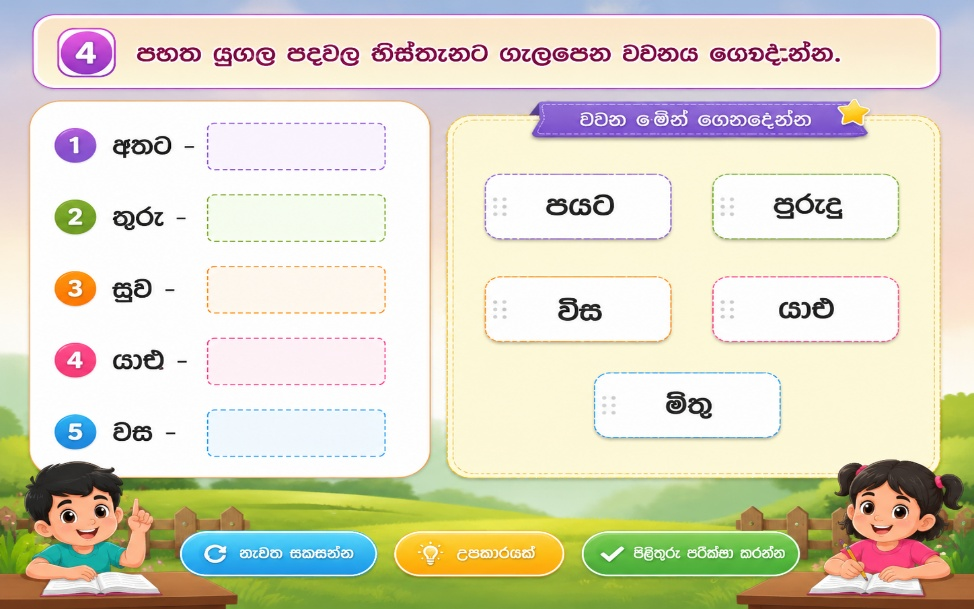 4 පහත යුගල පදවල හිස්තැනට ගැලපෙන වචනය
1 අතට –
2 තුරු –
3 සුව –
4 යාළු –
5 වස –
වචන මෙමින් ගෙනදෙන්න
පයට
පුරුදු
විස
යාළු
මිතු
නැවත සකසන්න
උපකාරයක්
පිළිතුරු පරීක්ෂා කරන්න